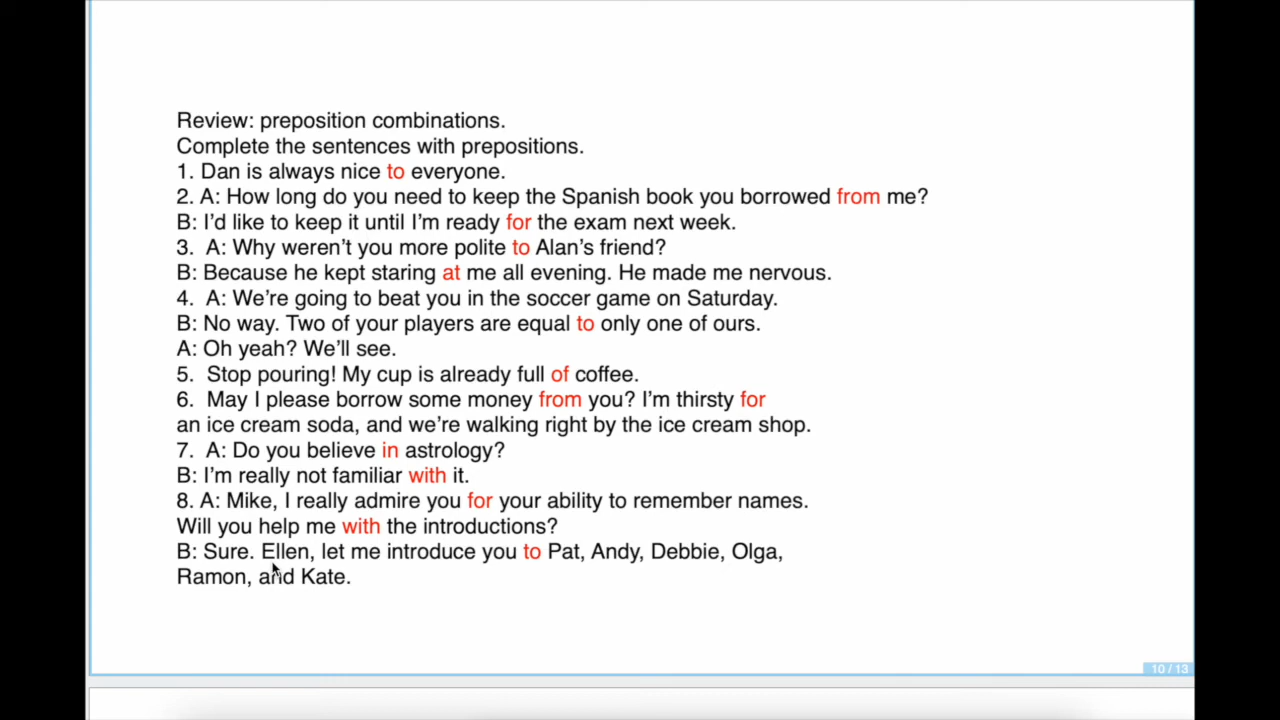 Review: preposition combinations.
Complete the sentences with prepositions.
1. Dan is always nice to everyone.
2. A: How long do you need to keep the Spanish book you borrowed from me?
B: I’d like to keep it until I’m ready for the exam next week.
3.  A: Why weren’t you more polite to Alan’s friend?
B: Because he kept staring at me all evening. He made me nervous.
4.  A: We’re going to beat you in the soccer game on Saturday.
B: No way. Two of your players are equal to only one of ours.
A: Oh yeah? We’ll see.
5.  Stop pouring! My cup is already full of coffee.
6.  May I please borrow some money from you? I’m thirsty for
an ice cream soda, and we’re walking right by the ice cream shop.
7.  A: Do you believe in astrology?
B: I’m really not familiar with it.
8. A: Mike, I really admire you for your ability to remember names.
Will you help me with the introductions?
B: Sure. Ellen, let me introduce you to Pat, Andy, Debbie, Olga,
Ramon, and Kate.
10 / 13